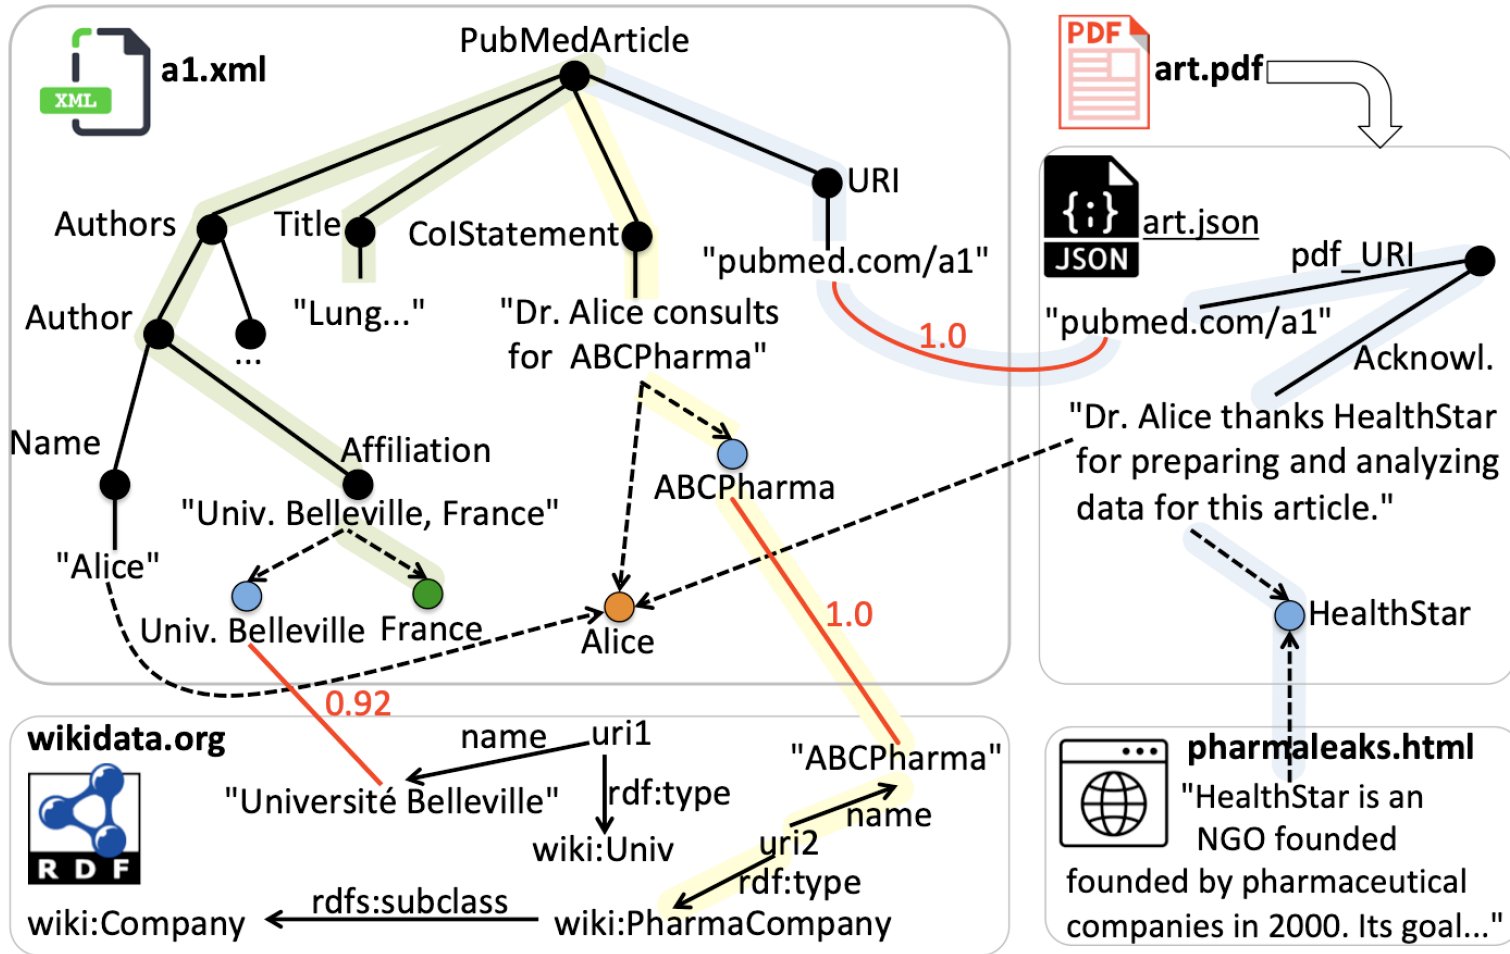 PubMedArticle
XML
a1.xml
PDF
art.pdf
URI
Authors
Title
CoIStatement
"pubmed.com/a1"
{;}
JSON
art.json
pdf_URI
Author
...
"Lung..."
"Dr. Alice consults
for ABCPharma"
1.0
"pubmed.com/a1"
Acknowl.
Name
Affiliation
"Univ. Belleville, France"
ABCPharma
"Dr. Alice thanks HealthStar
for preparing and analyzing
data for this article."
"Alice"
Univ. Belleville
France
Alice
1.0
HealthStar
0.92
wikidata.org
RDF
name
uri1
"Université Belleville"
rdf:type
wiki:Univ
"ABCPharma"
name
uri2
rdf:type
wiki:Company
rdfs:subclass
wiki:PharmaCompany
pharmaleaks.html
"HealthStar is an
NGO founded
founded by pharmaceutical
companies in 2000. Its goal..."